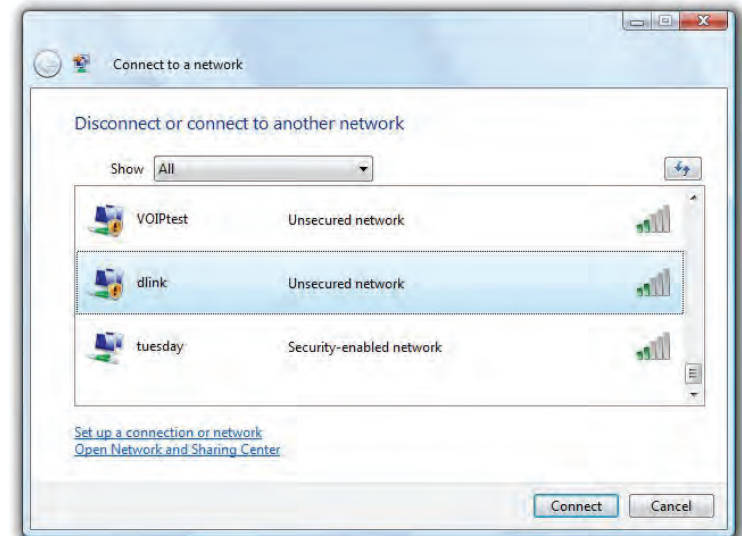 Connect to a network
Disconnect or connect to another network
Show All
VOIPtest Unsecured network
dlink Unsecured network
tuesday Security-enabled network
Set up a connection or network
Open Network and Sharing Center
Connect Cancel